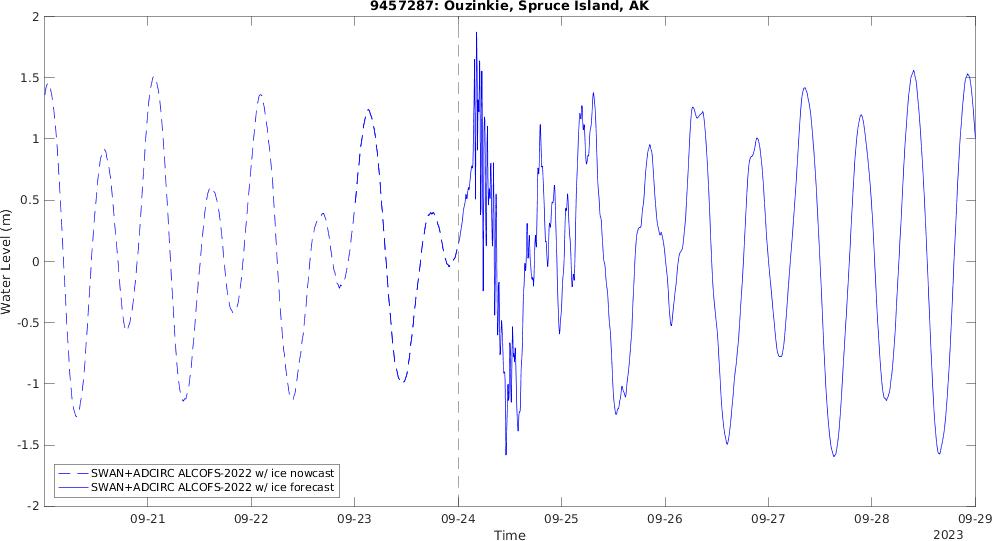 9457287: Ouzinkie, Spruce Island, AK
2
1.5
1
0.5
0
-0.5
-1
-1.5
-2
Water Level (m)
SWAN+ADCIRC ALCOFS-2022 w/ ice nowcast
SWAN+ADCIRC ALCOFS-2022 w/ ice forecast
09-21 09-22 09-23 09-24 09-25 09-26 09-27 09-28 09-29
Time
2023